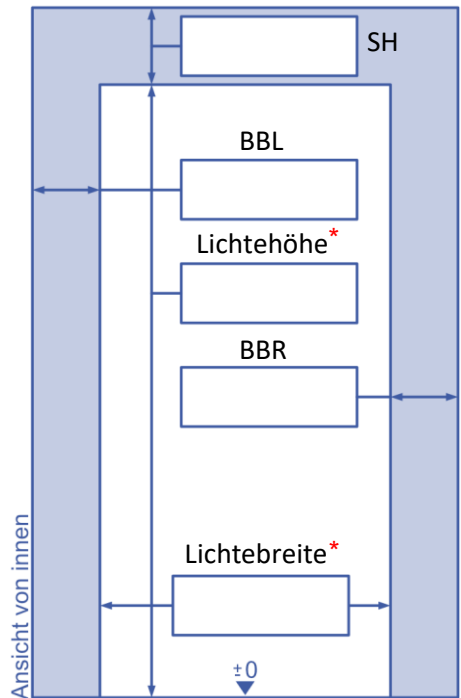 SH
BBL
Lichtehöhe*
BBR
Lichtebreite*
±0
Ansicht von innen